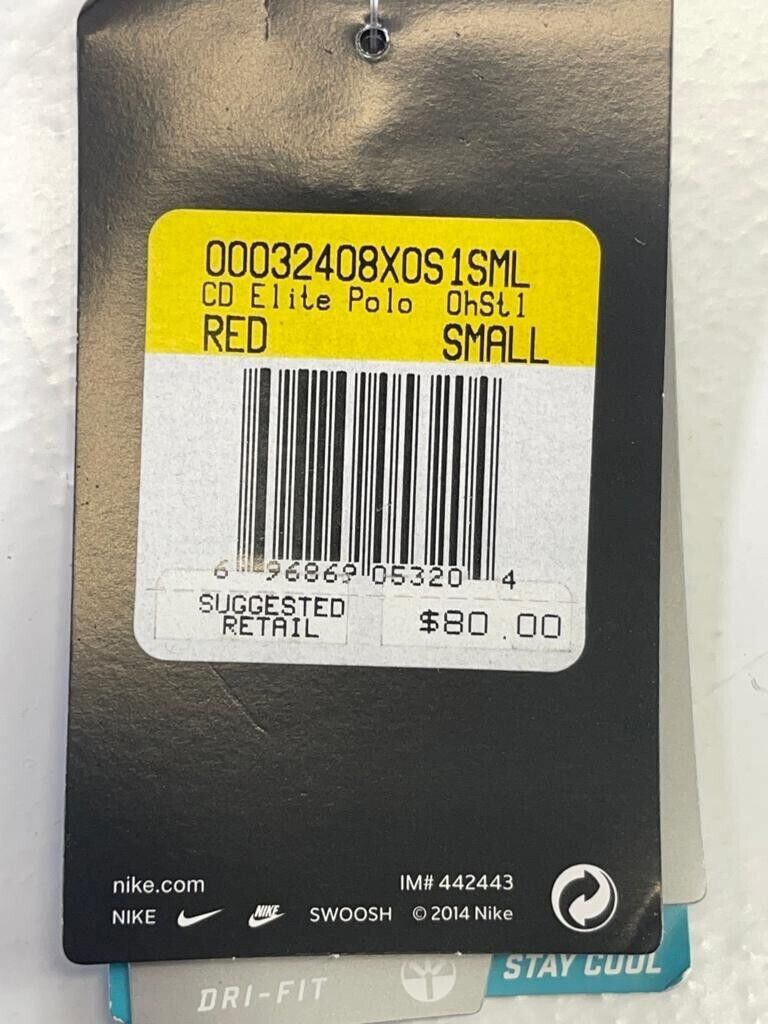 00032408X0S1SML
CD Elite Polo OhSt1
RED SMALL
6 96869 05320 4
SUGGESTED
RETAIL
$80.00
nike.com
IM# 442443
NIKE NIKE SWOOSH © 2014 Nike
DRI-FIT
STAY COOL